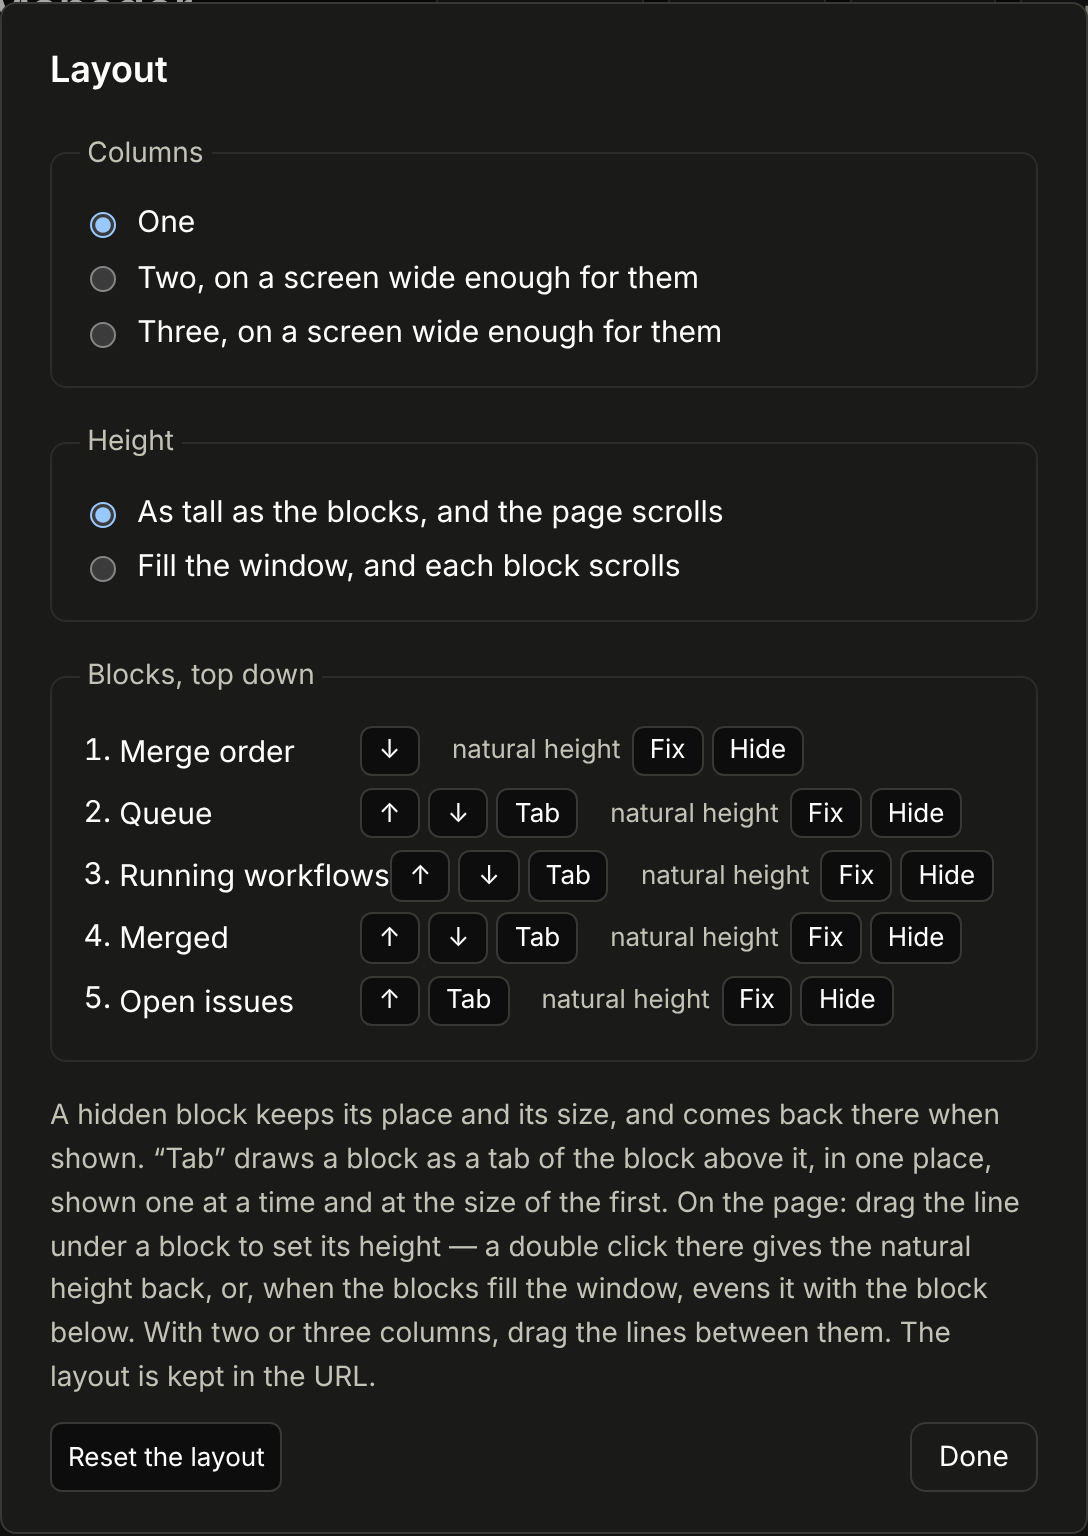 Layout
Columns
One
Two, on a screen wide enough for them
Three, on a screen wide enough for them
Height
As tall as the blocks, and the page scrolls
Fill the window, and each block scrolls
Blocks, top down
1. Merge order ↓ natural height Fix Hide
2. Queue ↑ ↓ Tab natural height Fix Hide
3. Running workflows ↑ ↓ Tab natural height Fix Hide
4. Merged ↑ ↓ Tab natural height Fix Hide
5. Open issues ↑ Tab natural height Fix Hide
A hidden block keeps its place and its size, and comes back there when
shown. “Tab” draws a block as a tab of the block above it, in one place,
shown one at a time and at the size of the first. On the page: drag the line
under a block to set its height — a double click there gives the natural
height back, or, when the blocks fill the window, evens it with the block
below. With two or three columns, drag the lines between them. The
layout is kept in the URL.
Reset the layout Done